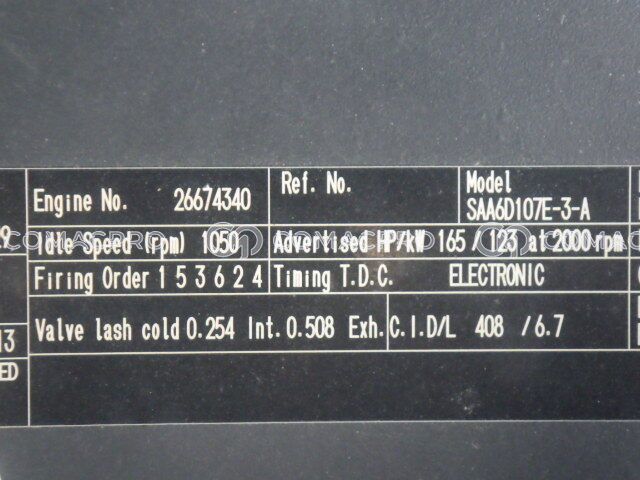 Ref. No. Model
Engine No. 26674340 SAA6D107E-3-A
Idle Speed (rpm) 1050 Advertised HP/kW 165 / 123 at 2000 rpm
Firing Order 1 5 3 6 2 4 Timing T.D.C. ELECTRONIC
Valve lash cold 0.254 Int. 0.508 Exh. C.I.D/L 408 / 6.7
13
ED
COMACPRO
COMACPRO